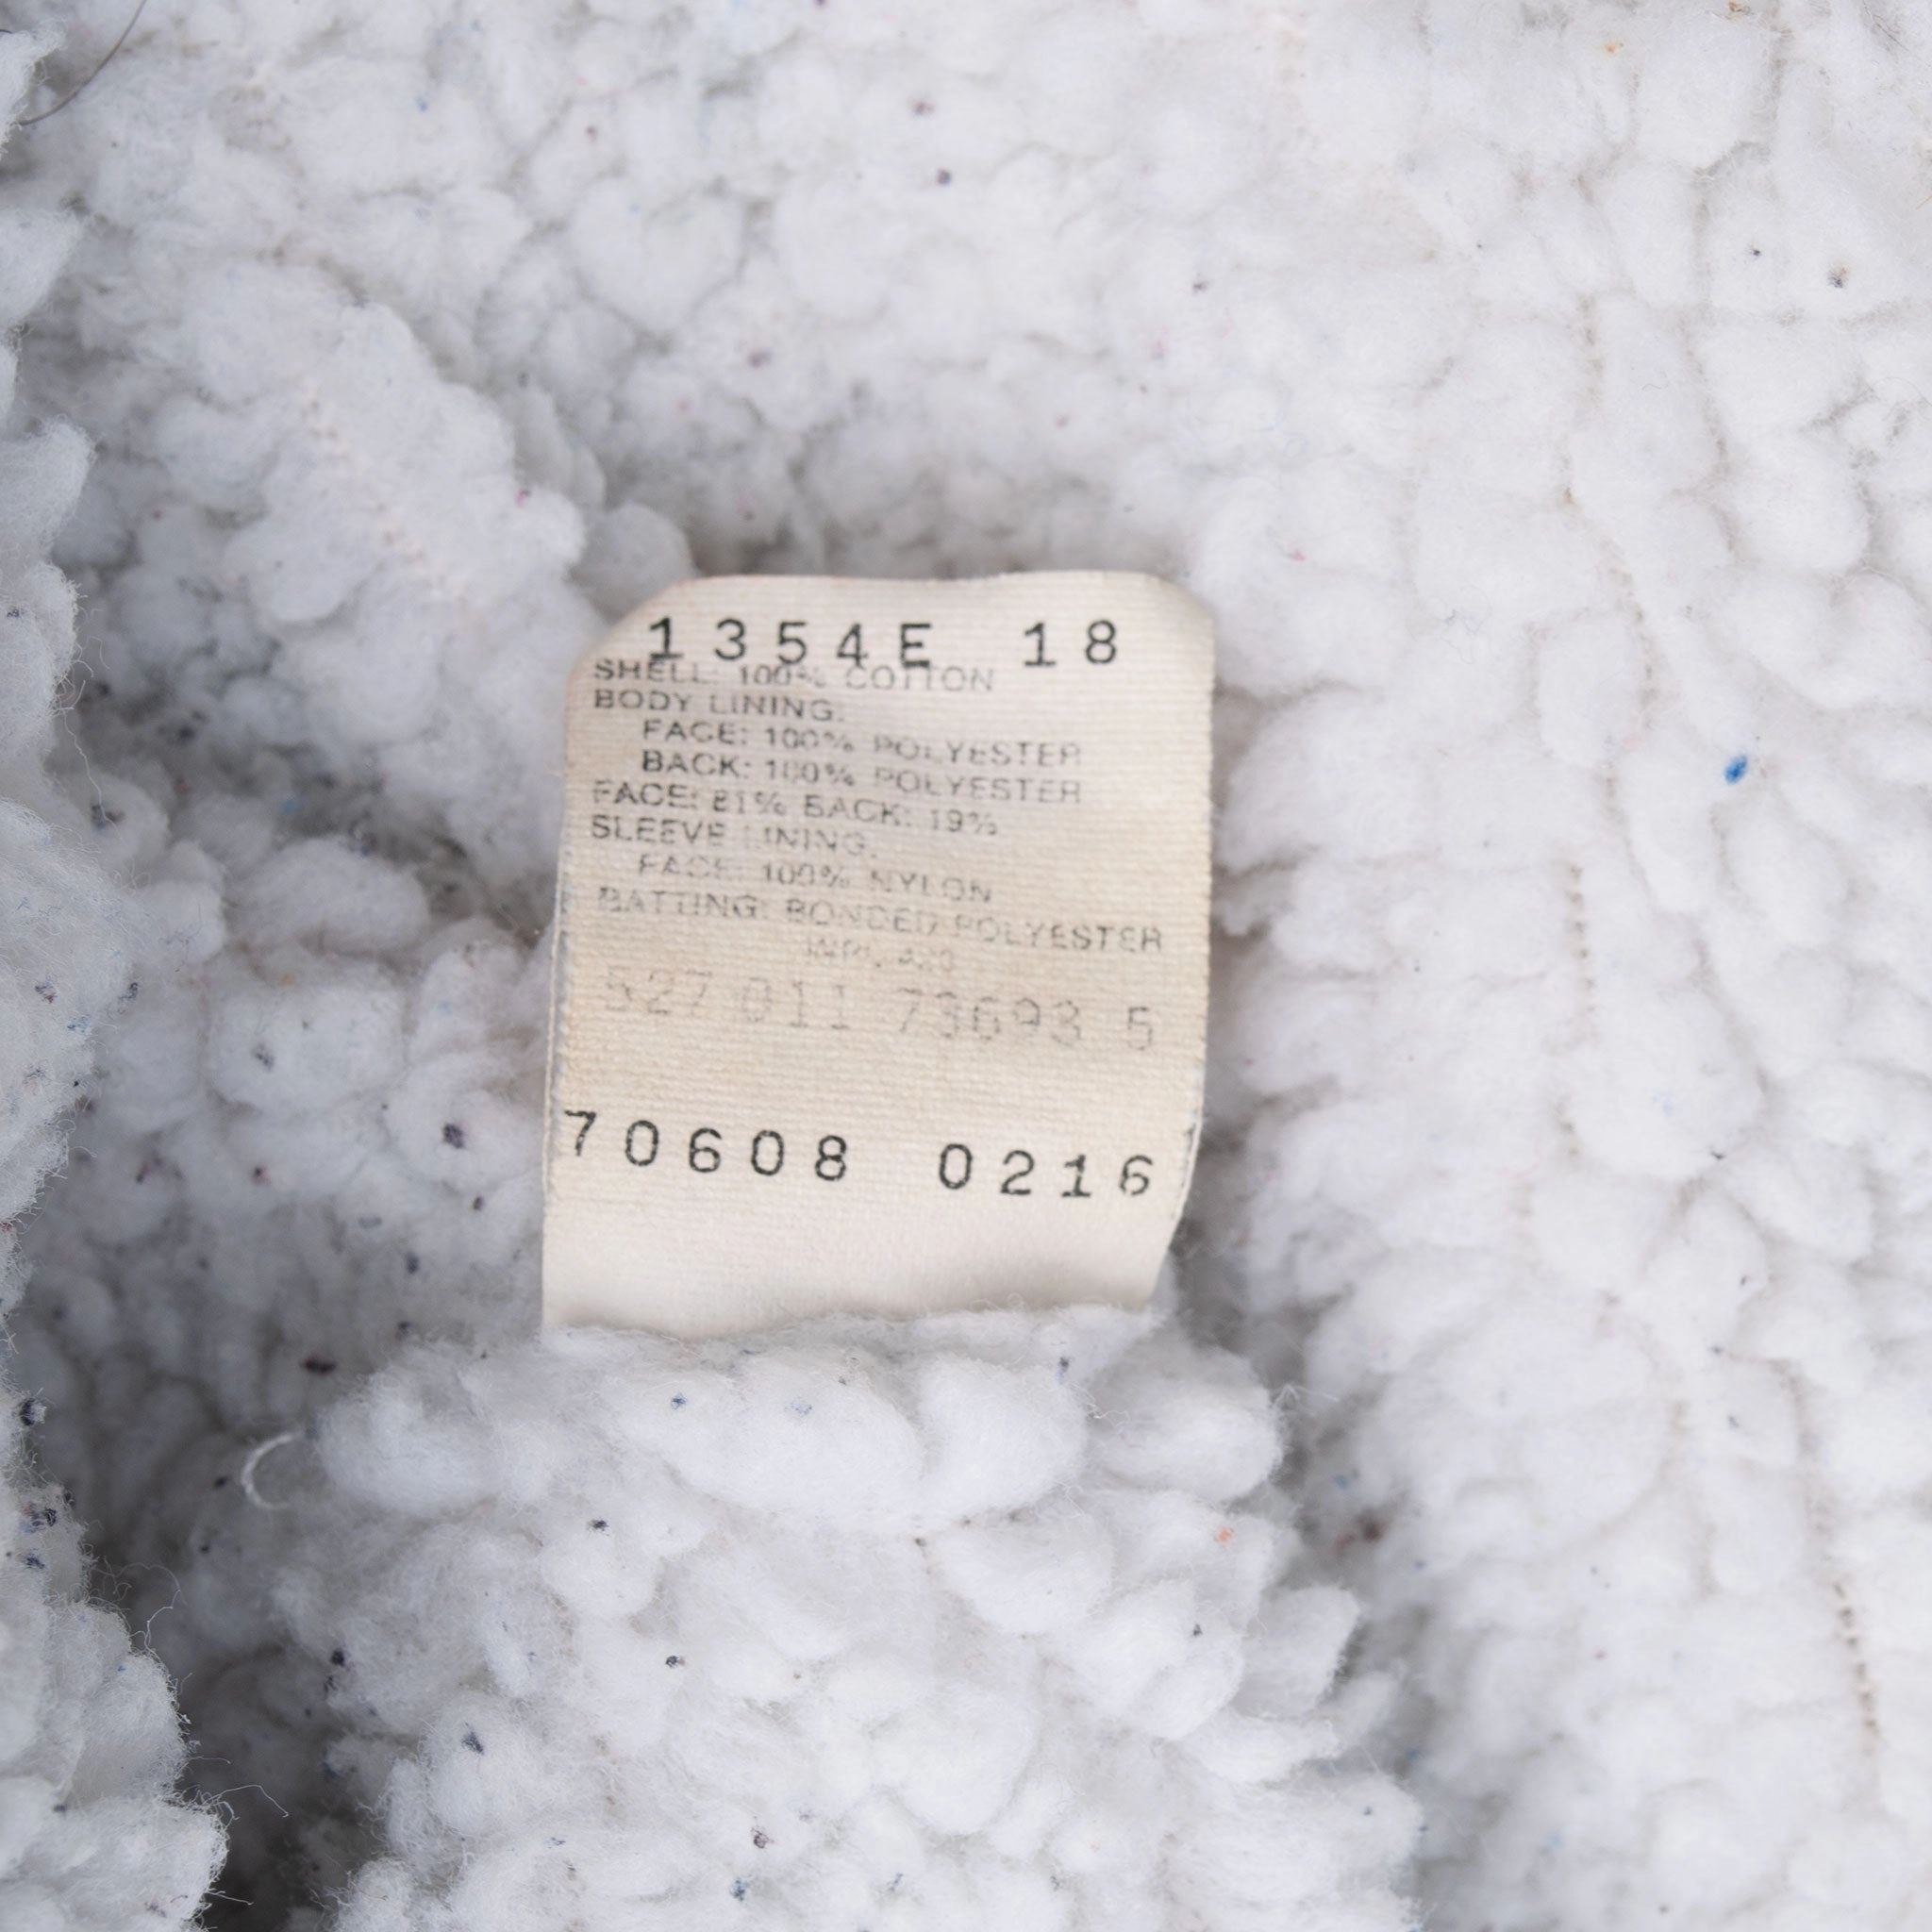 1354E 18
SHELL: 100% COTTON
BODY LINING:
FACE: 100% POLYESTER
BACK: 100% POLYESTER
FACE: 81% BACK: 19%
SLEEVE LINING:
FACE: 100% NYLON
BATTING: BONDED POLYESTER
527 011 73693 5
70608 0216